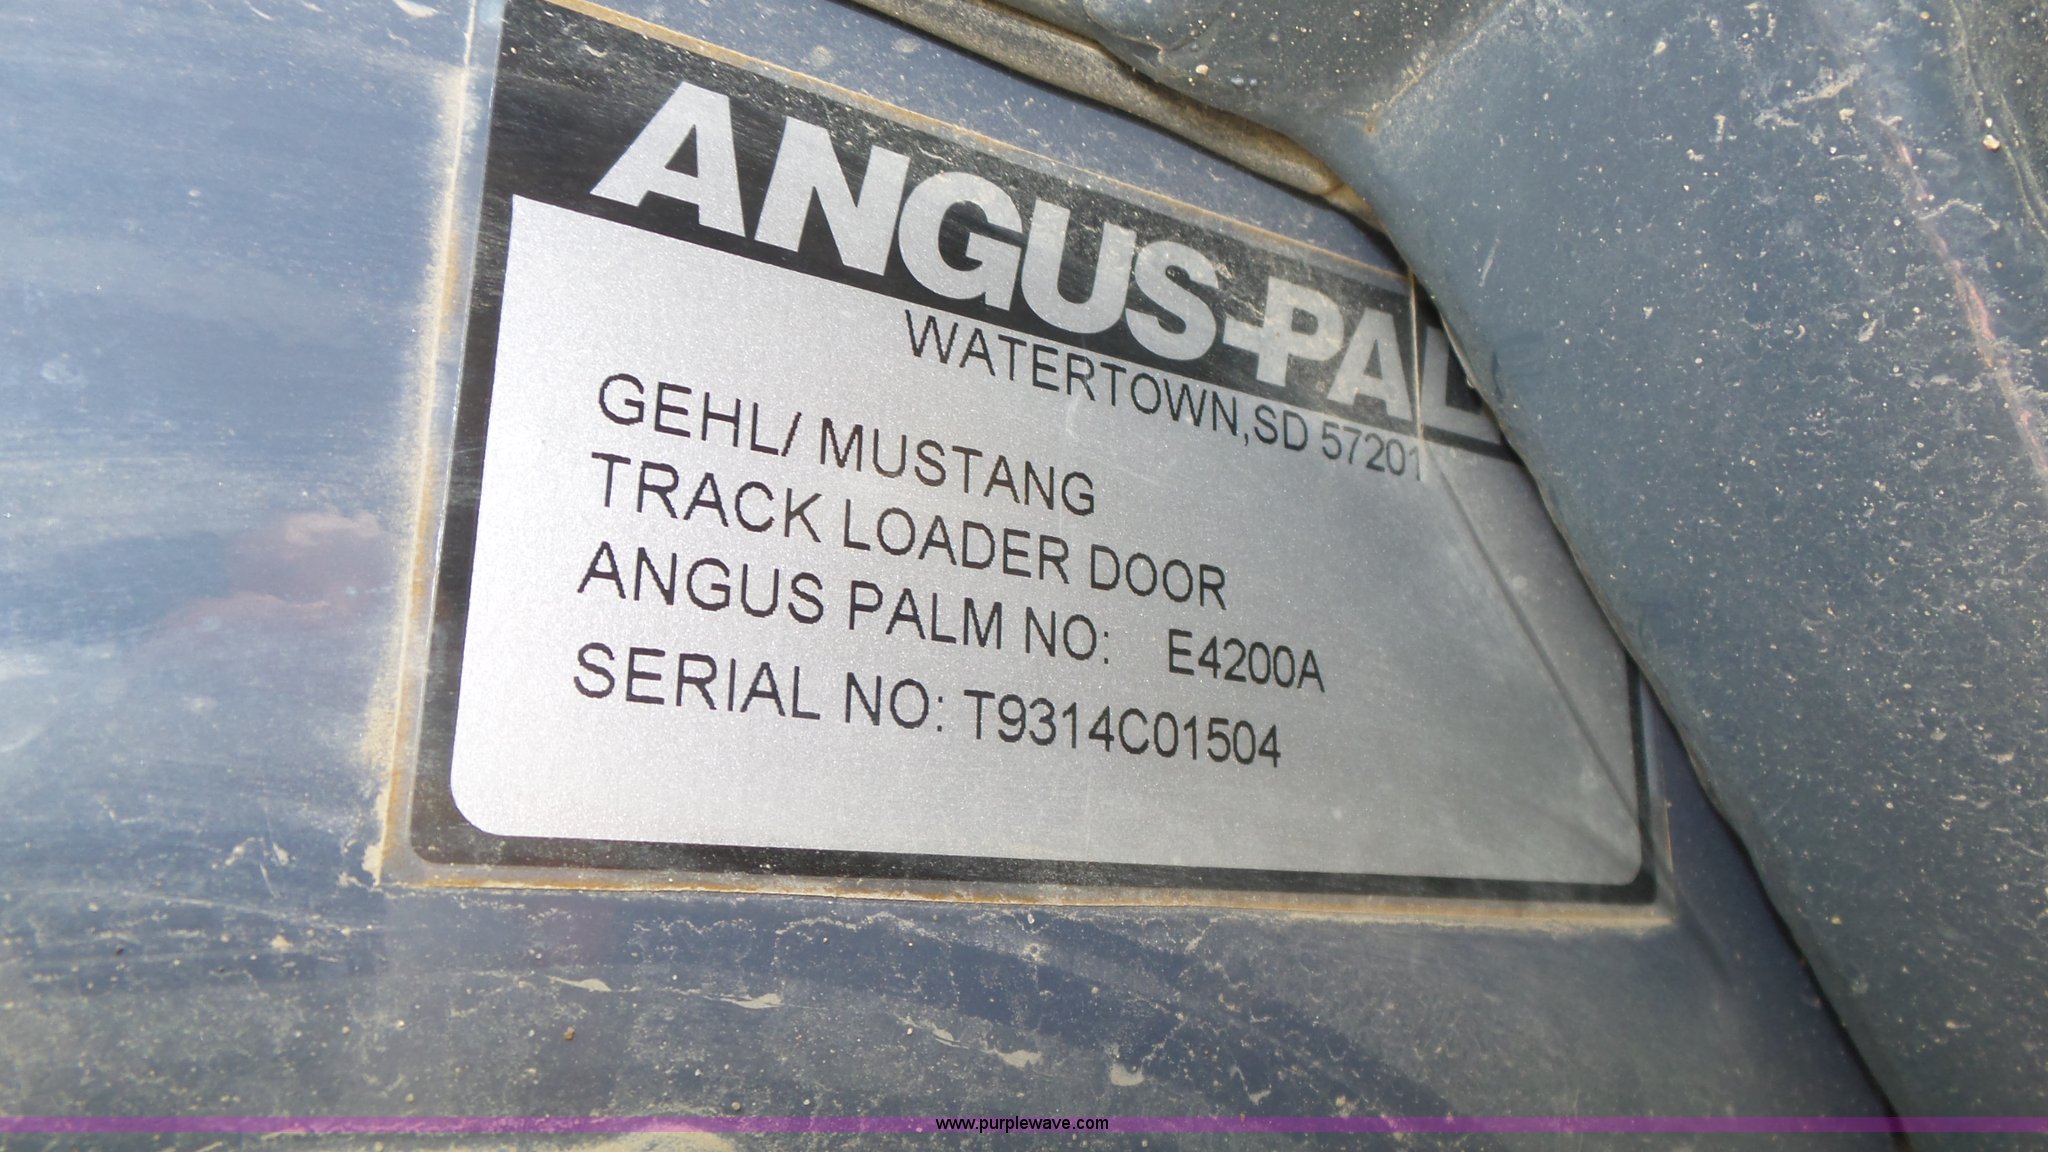 ANGUS-PALM
WATERTOWN,SD 57201
GEHL/ MUSTANG
TRACK LOADER DOOR
ANGUS PALM NO: E4200A
SERIAL NO: T9314C01504
www.purplewave.com